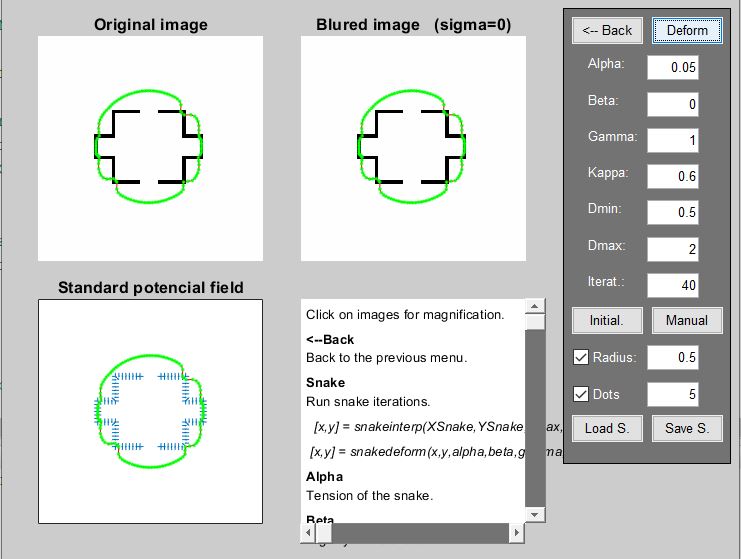 Original image
Blured image (sigma=0)
<-- Back
Deform
Alpha:
0.05
Beta:
0
Gamma:
1
Kappa:
0.6
Dmin:
0.5
Dmax:
2
Iterat.:
40
Initial.
Manual
Radius:
0.5
Dots
5
Load S.
Save S.
Standard potencial field
Click on images for magnification.
<--Back
Back to the previous menu.
Snake
Run snake iterations.
[x,y] = snakeinterp(XSnake,YSnake
ax,
[x,y] = snakedeform(x,y,alpha,beta,g
ma
Alpha
Tension of the snake.
Beta